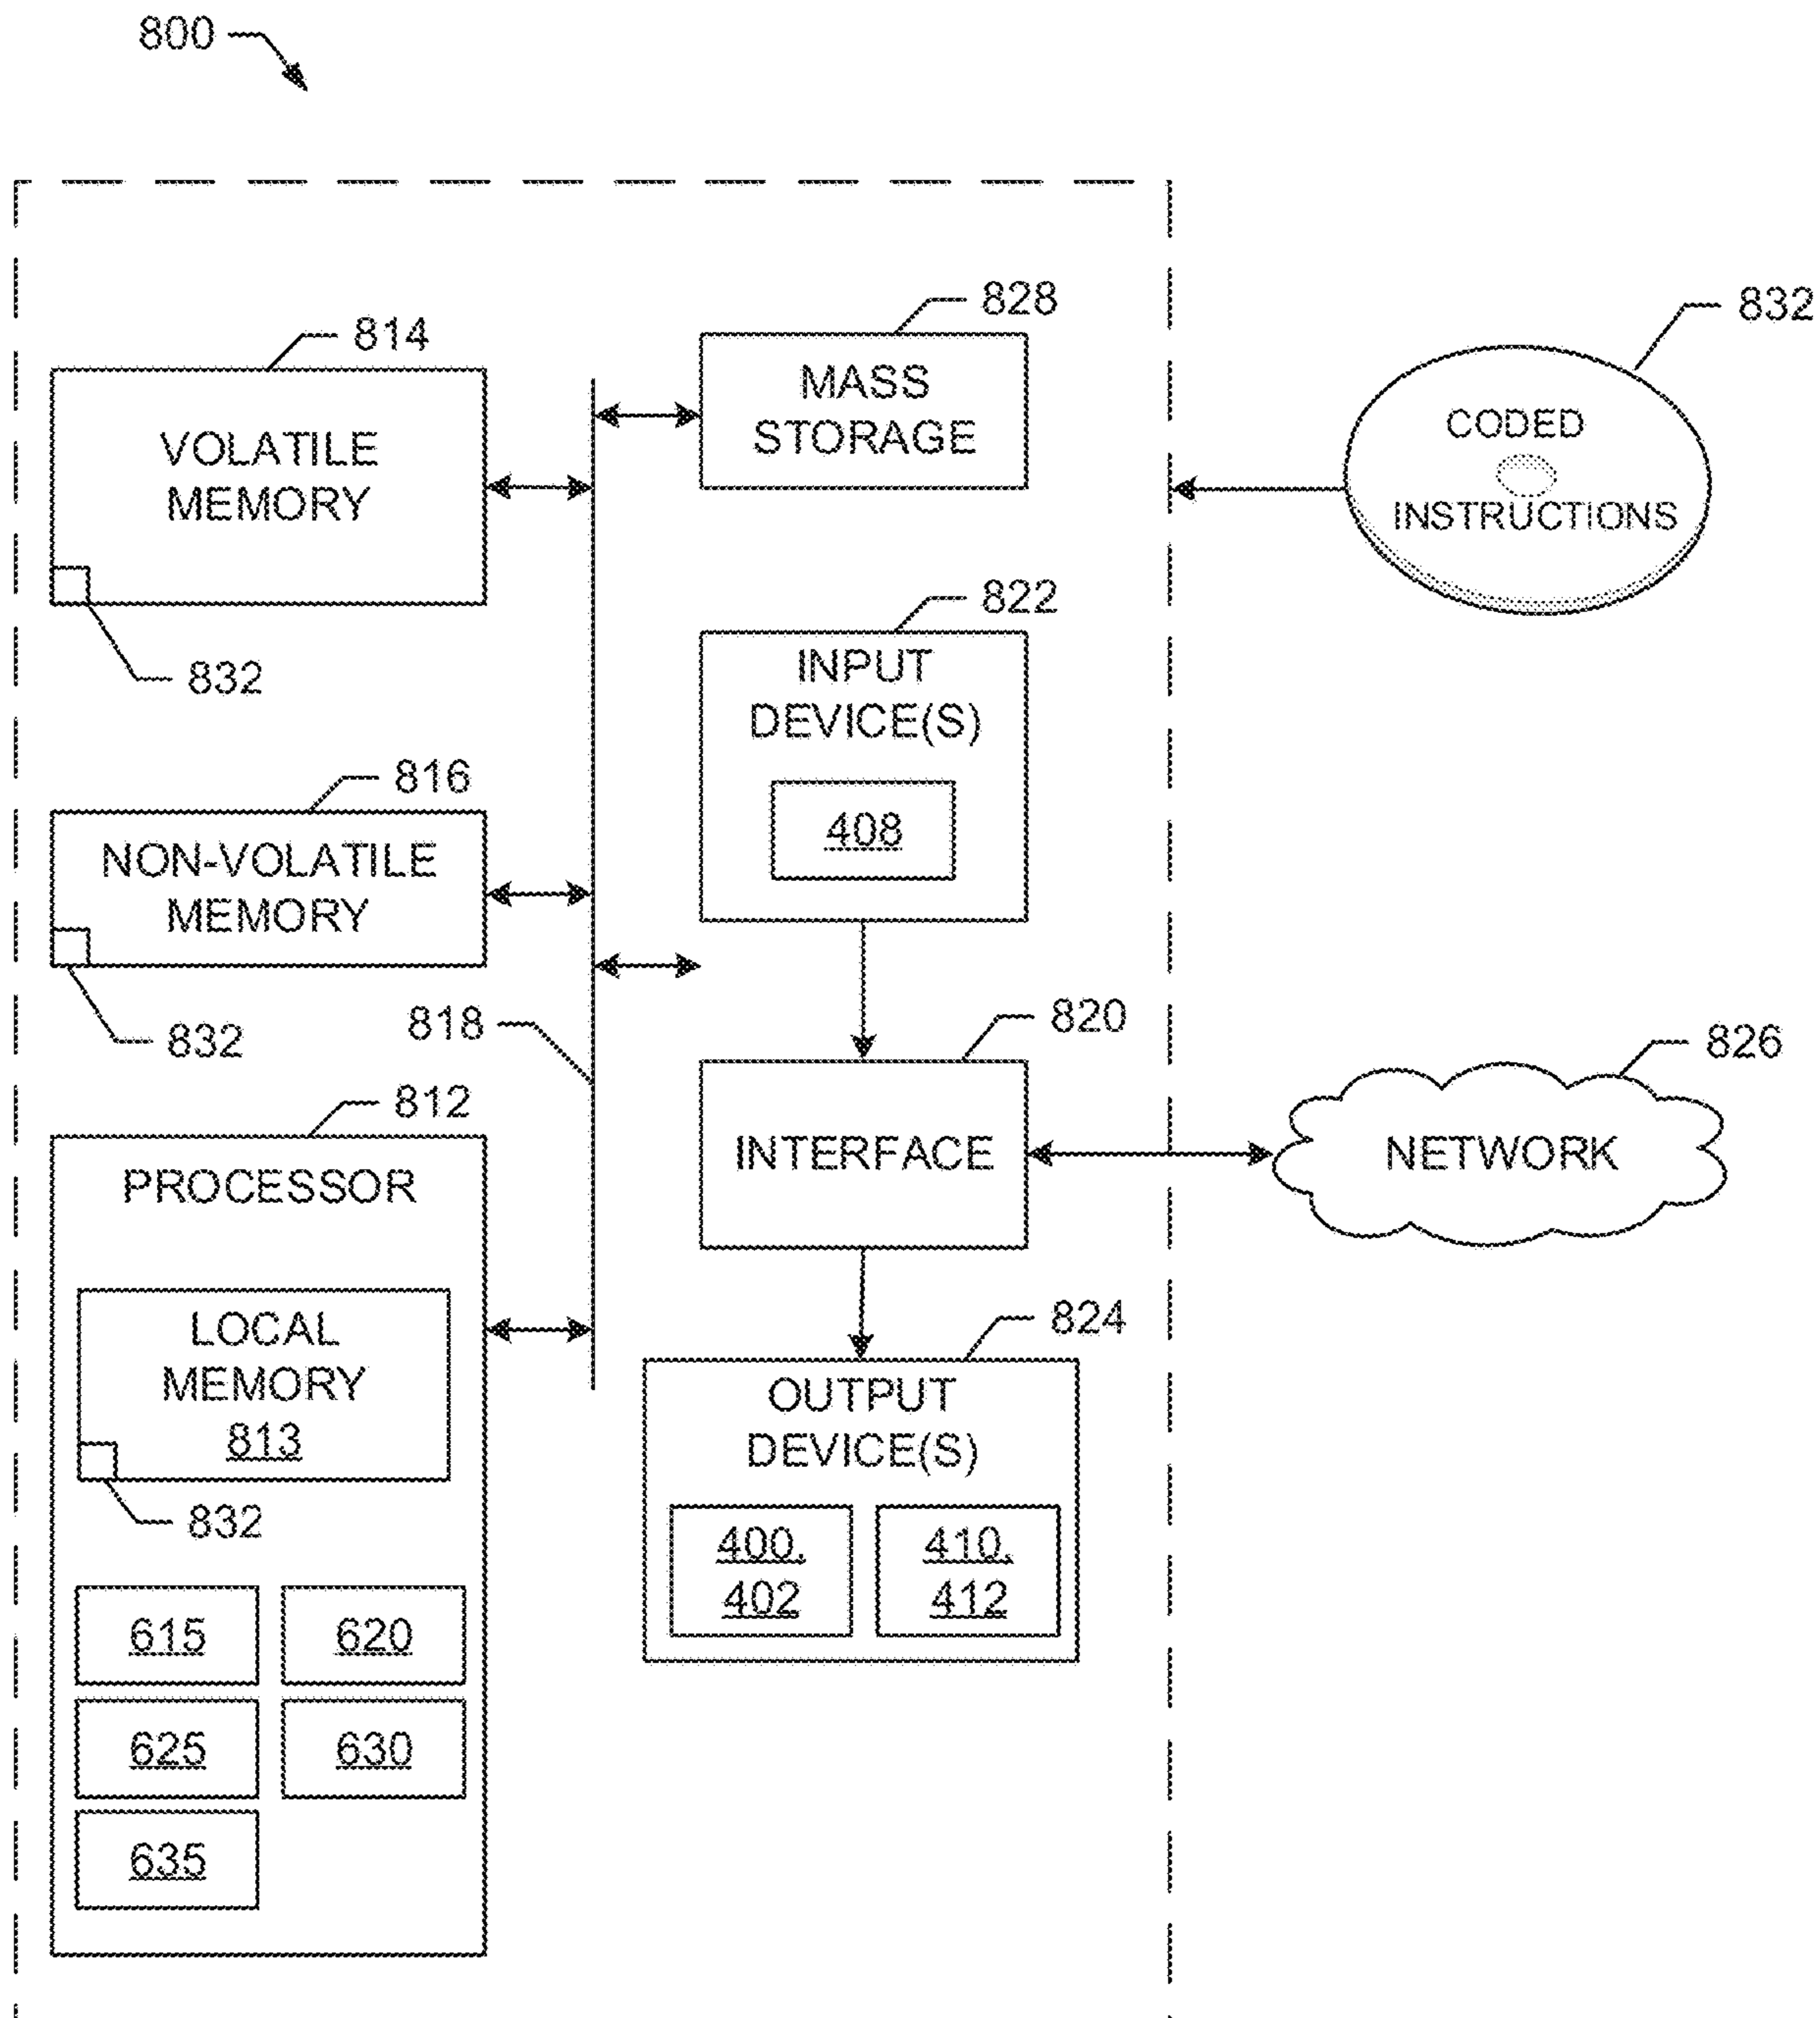 800
828
MASS
STORAGE
814
VOLATILE
MEMORY
832
832
CODED
INSTRUCTIONS
822
INPUT
DEVICE(S)
408
816
NON-VOLATILE
MEMORY
832
818
820
INTERFACE
826
NETWORK
812
PROCESSOR
LOCAL
MEMORY
813
832
615
620
625
630
635
824
OUTPUT
DEVICE(S)
400,
402
410,
412